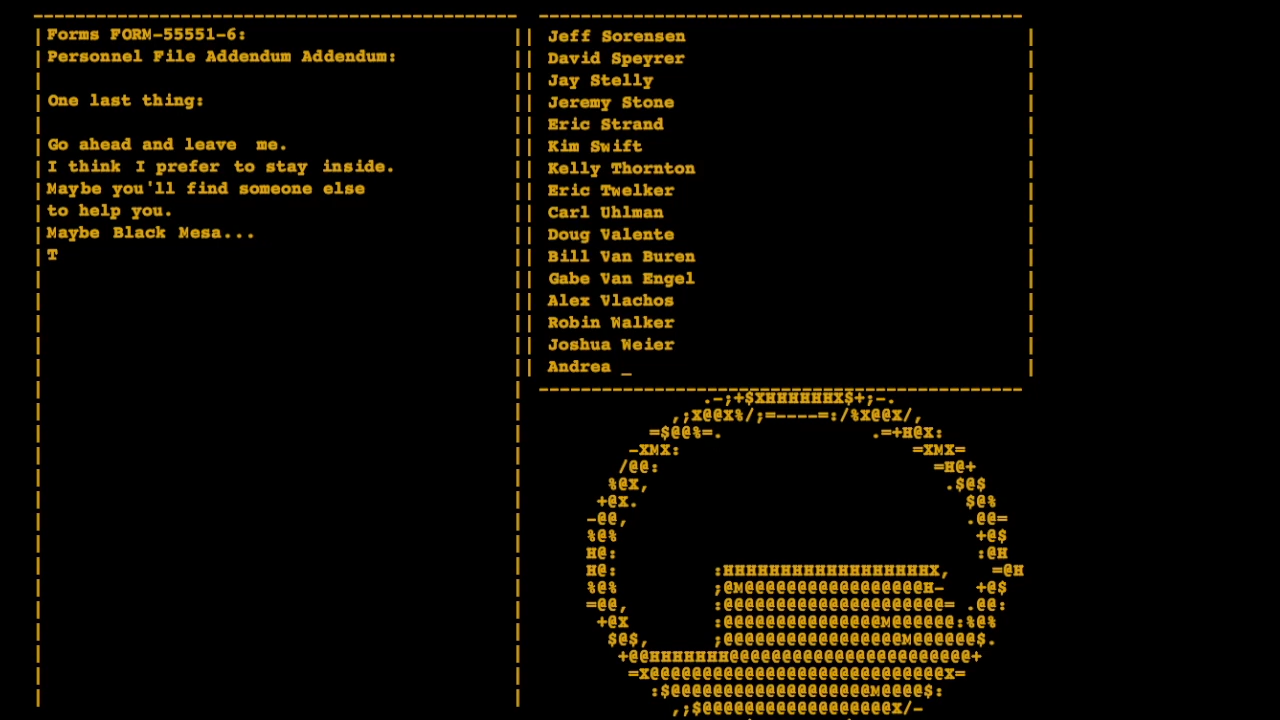 Forms FORM-55551-6:
Personnel File Addendum Addendum:
One last thing:
Go ahead and leave  me.
I think I prefer to stay inside.
Maybe you'll find someone else
to help you.
Maybe Black Mesa...
T
Jeff Sorensen
David Speyrer
Jay Stelly
Jeremy Stone
Eric Strand
Kim Swift
Kelly Thornton
Eric Twelker
Carl Uhlman
Doug Valente
Bill Van Buren
Gabe Van Engel
Alex Vlachos
Robin Walker
Joshua Weier
Andrea _